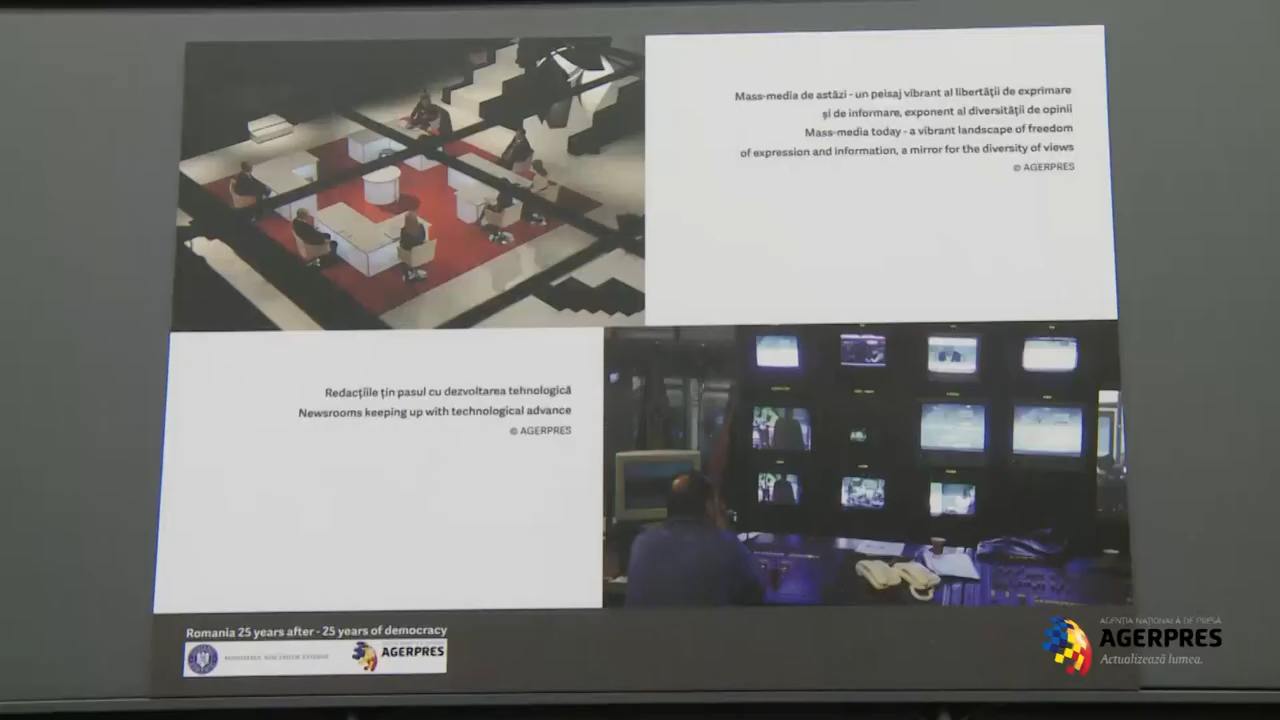 Mass-media de astăzi - un peisaj vibrant al libertății de exprimare
și de informare, exponent al diversității de opinii
Mass-media today - a vibrant landscape of freedom
of expression and information, a mirror for the diversity of views
© AGERPRES
Redacțiile țin pasul cu dezvoltarea tehnologică
Newsrooms keeping up with technological advance
© AGERPRES
Romania 25 years after - 25 years of democracy
MINISTERUL AFACERILOR EXTERNE
AGERPRES
AGENȚIA NAȚIONALĂ DE PRESĂ
AGERPRES
Actualizează lumea.